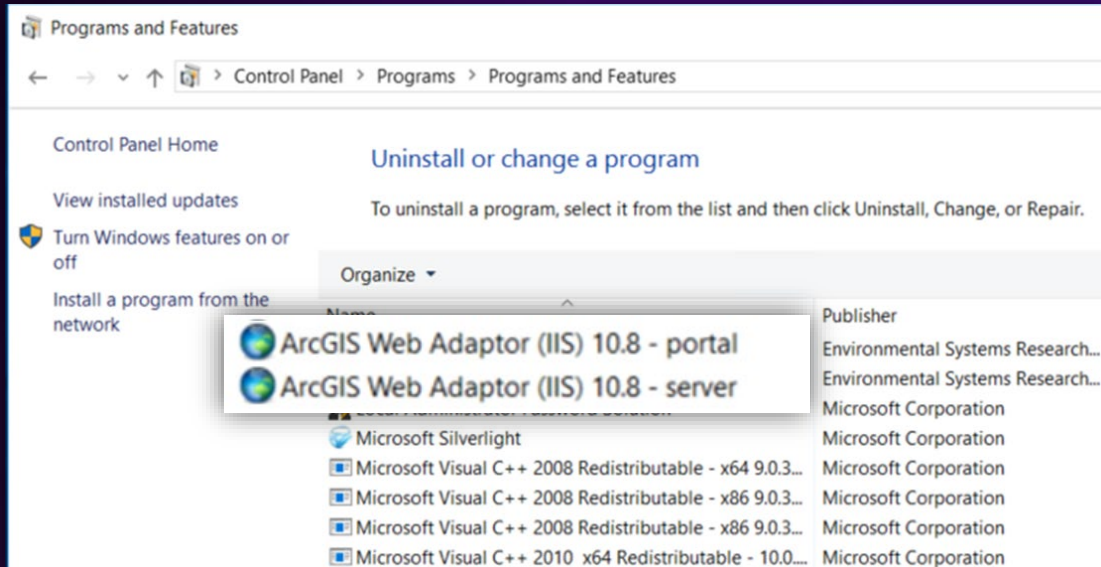 Programs and Features
Control Panel > Programs > Programs and Features
Control Panel Home
View installed updates
Turn Windows features on or
off
Install a program from the
network
Uninstall or change a program
To uninstall a program, select it from the list and then click Uninstall, Change, or Repair.
Organize
Name
Publisher
ArcGIS Web Adaptor (IIS) 10.8 - portal
Environmental Systems Research...
ArcGIS Web Adaptor (IIS) 10.8 - server
Environmental Systems Research...
Local Administrator Password Solution
Microsoft Corporation
Microsoft Silverlight
Microsoft Corporation
Microsoft Visual C++ 2008 Redistributable - x64 9.0.3...
Microsoft Corporation
Microsoft Visual C++ 2008 Redistributable - x86 9.0.3...
Microsoft Corporation
Microsoft Visual C++ 2008 Redistributable - x86 9.0.3...
Microsoft Corporation
Microsoft Visual C++ 2010 x64 Redistributable - 10.0....
Microsoft Corporation